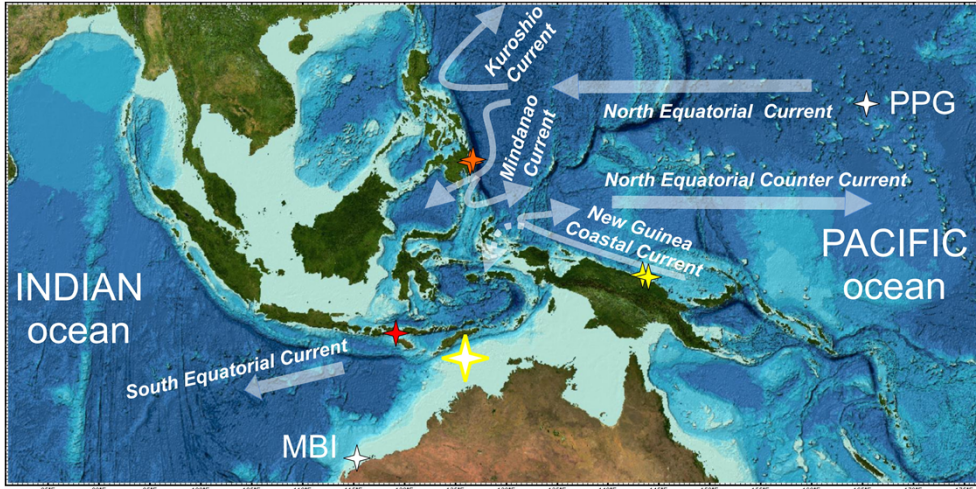 Kuroshio
Current
North Equatorial Current
PPG
Mindanao
Current
North Equatorial Counter Current
New Guinea
Coastal Current
PACIFIC
ocean
INDIAN
ocean
South Equatorial Current
MBI